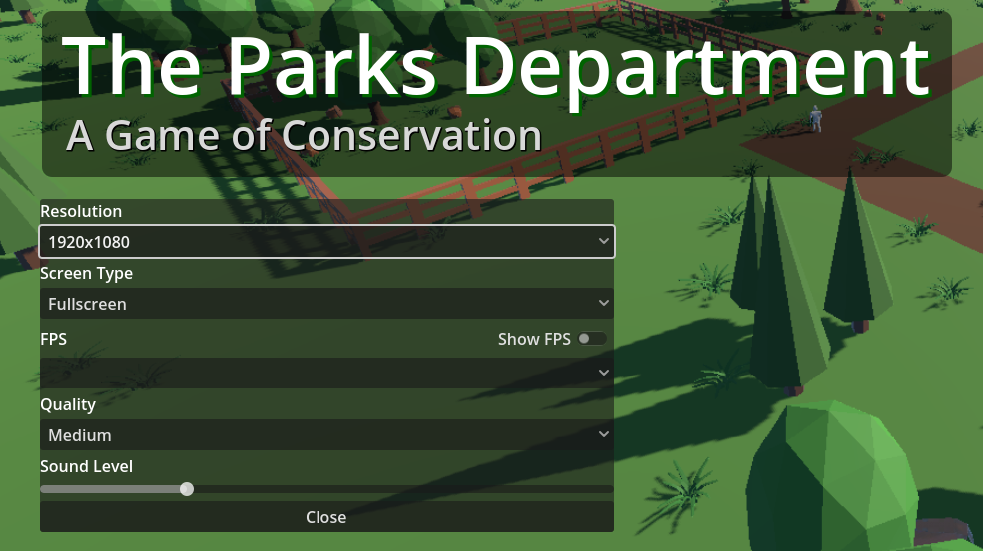 The Parks Department
A Game of Conservation
Resolution
1920x1080
Screen Type
Fullscreen
FPS
Show FPS
Quality
Medium
Sound Level
Close